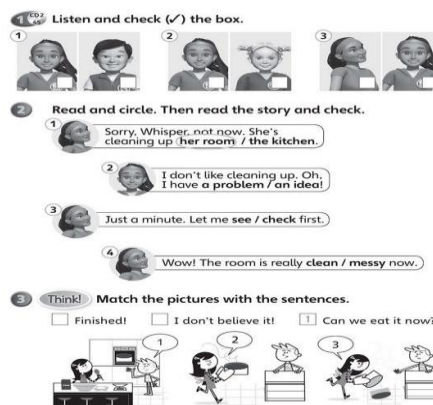 1 CD2 49 Listen and check (✓) the box.
1 2 3
2 Read and circle. Then read the story and check.
1 Sorry, Whisper, not now. She's
cleaning up her room / the kitchen.
2 I don't like cleaning up. Oh,
I have a problem / an idea!
3 Just a minute. Let me see / check first.
4 Wow! The room is really clean / messy now.
3 Think! Match the pictures with the sentences.
Finished! I don't believe it! 1 Can we eat it now?
1 2 3